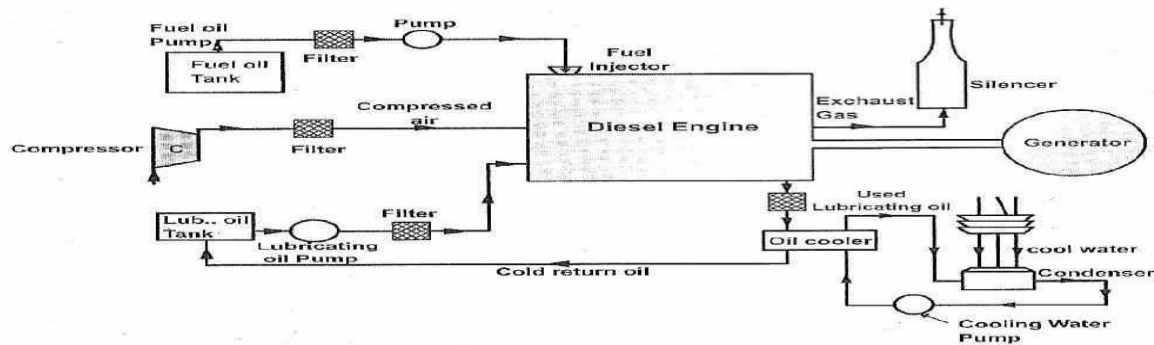 Fuel oil
Pump
Fuel oil
Tank
Filter
Pump
Fuel
Injector
Compressor
C
Filter
Compressed
air
Diesel Engine
Exchaust
Gas
Silencer
Generator
Lub.. oil
Tank
Lubricating
oil Pump
Filter
Used
Lubricating oil
Oil cooler
Cold return oil
cool water
Condenser
Cooling Water
Pump